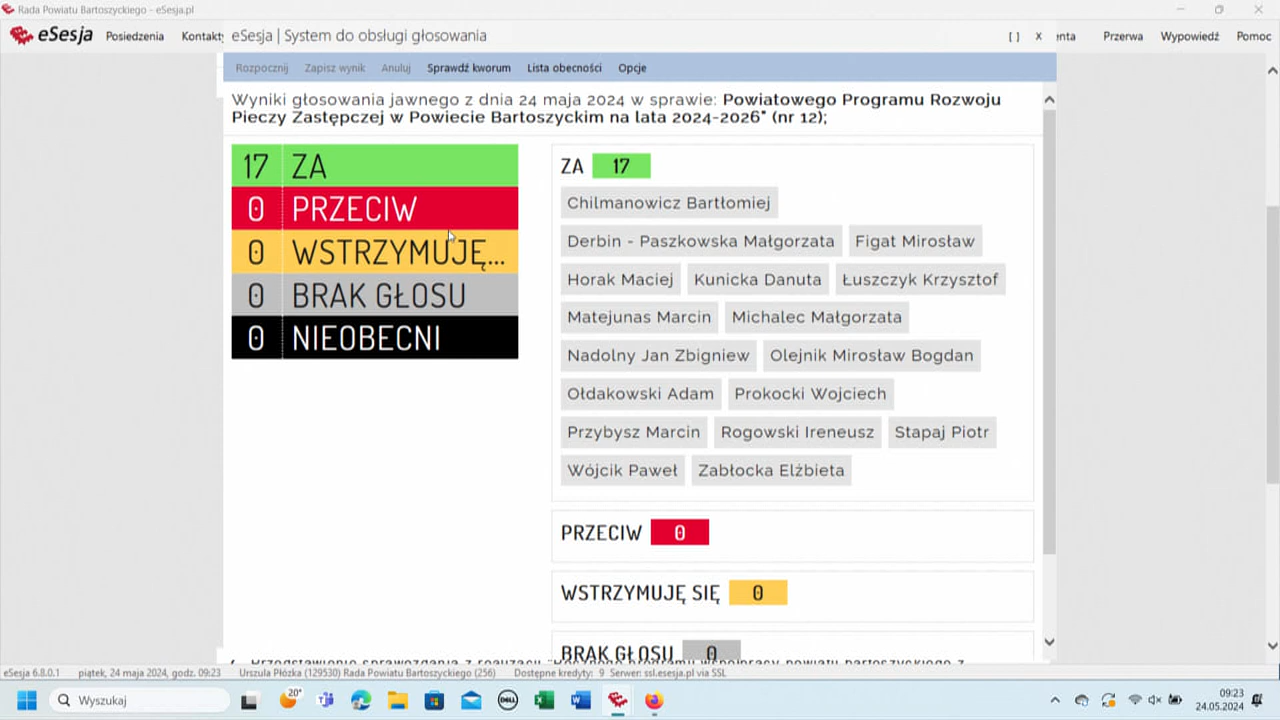 Rada Powiatu Bartoszyckiego - eSesja.pl
eSesja Posiedzenia Kontakty eSesja | System do obsługi głosowania [ ] X enta Przerwa Wypowiedź Pomoc
Rozpocznij Zapisz wynik Anuluj Sprawdź kworum Lista obecności Opcje
Wyniki głosowania jawnego z dnia 24 maja 2024 w sprawie: Powiatowego Programu Rozwoju
Pieczy Zastępczej w Powiecie Bartoszyckim na lata 2024-2026" (nr 12);
17 ZA
0 PRZECIW
0 WSTRZYMUJĘ...
0 BRAK GŁOSU
0 NIEOBECNI
ZA 17
Chilmanowicz Bartłomiej
Derbin - Paszkowska Małgorzata Figat Mirosław
Horak Maciej Kunicka Danuta Łuszczyk Krzysztof
Matejunas Marcin Michalec Małgorzata
Nadolny Jan Zbigniew Olejnik Mirosław Bogdan
Ołdakowski Adam Prokocki Wojciech
Przybysz Marcin Rogowski Ireneusz Stapaj Piotr
Wójcik Paweł Zabłocka Elżbieta
PRZECIW 0
WSTRZYMUJĘ SIĘ 0
BRAK GŁOSU 0
eSesja 6.8.0.1 piątek, 24 maja 2024, godz. 09:23 Urszula Płózka (129530) Rada Powiatu Bartoszyckiego (256) Dostępne kredyty: 9 Serwer: ssl.esesja.pl via SSL
Wyszukaj
20°
DELL
09:23
24.05.2024